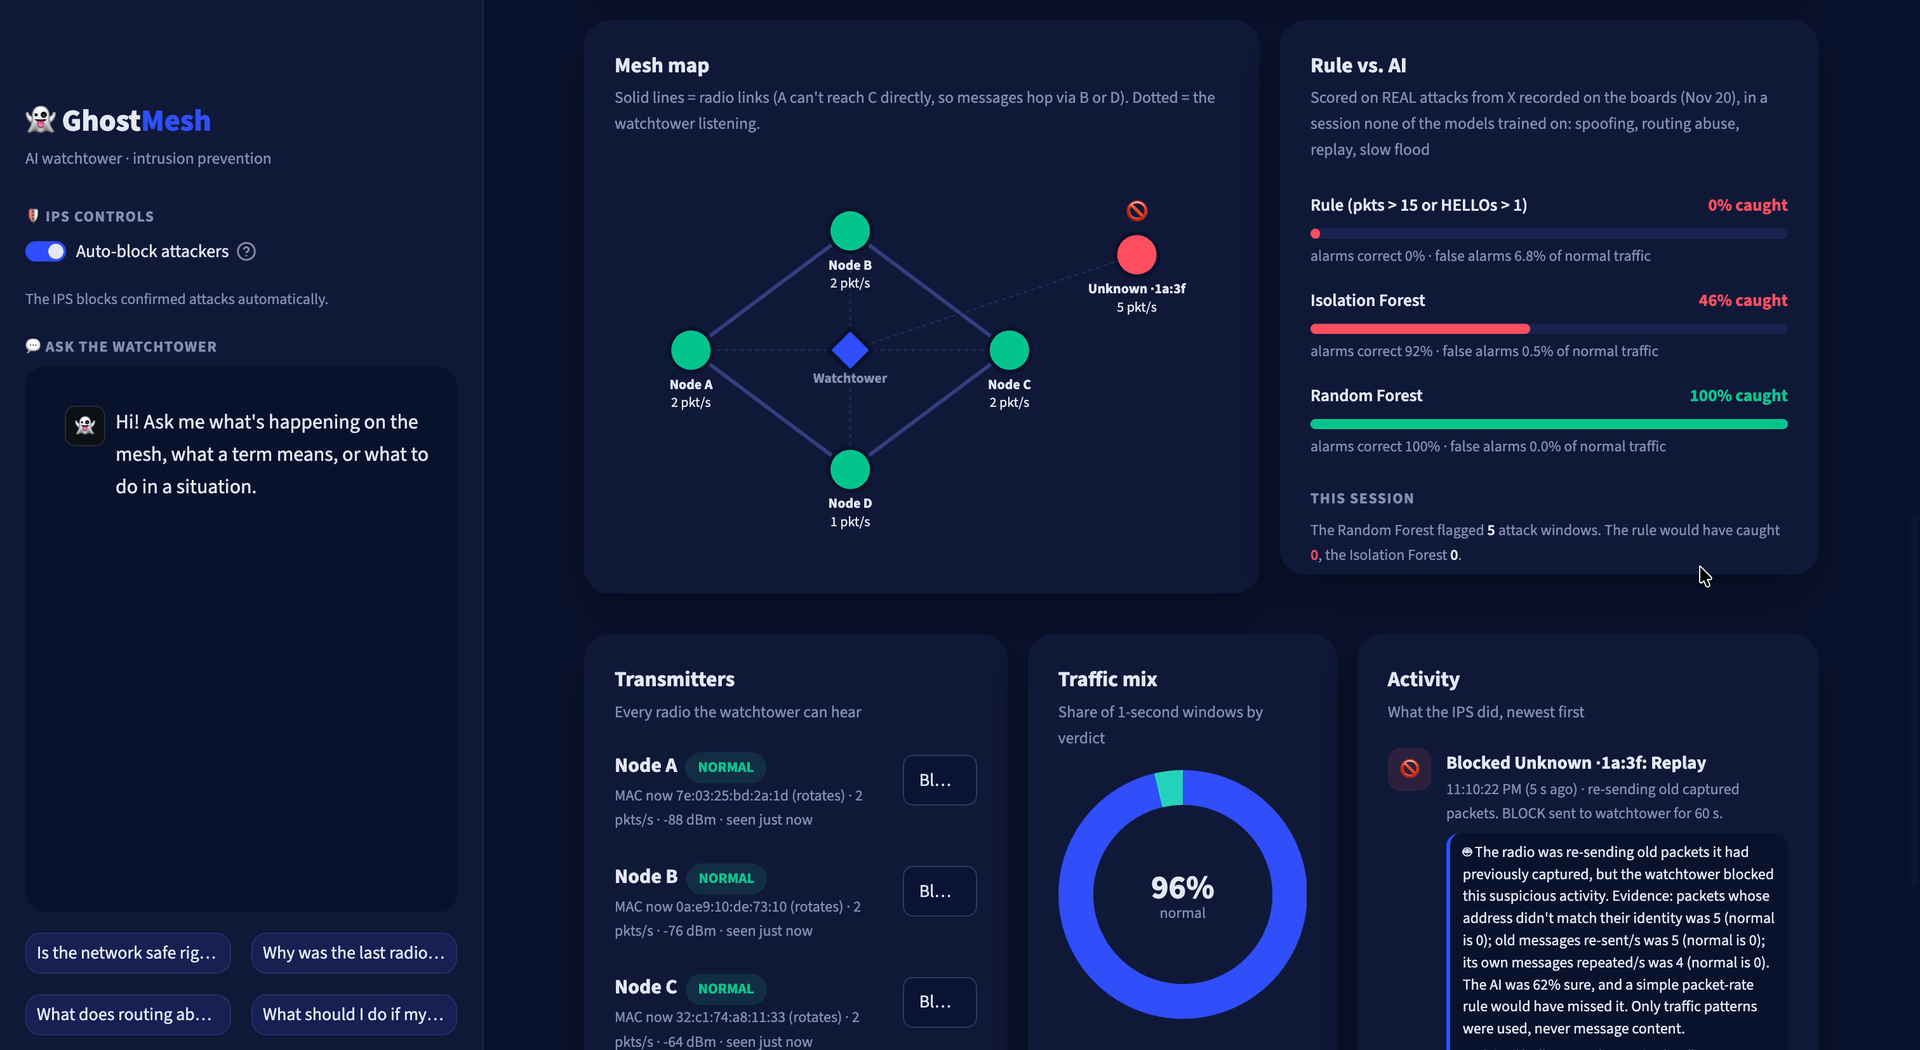 GhostMesh
AI watchtower · intrusion prevention
IPS CONTROLS
Auto-block attackers
The IPS blocks confirmed attacks automatically.
ASK THE WATCHTOWER
Hi! Ask me what's happening on the
mesh, what a term means, or what to
do in a situation.
Is the network safe rig…
Why was the last radio…
What does routing ab…
What should I do if my…
Mesh map
Solid lines = radio links (A can't reach C directly, so messages hop via B or D). Dotted = the
watchtower listening.
Node B
2 pkt/s
Unknown ·1a:3f
5 pkt/s
Node A
2 pkt/s
Watchtower
Node C
2 pkt/s
Node D
1 pkt/s
Rule vs. AI
Scored on REAL attacks from X recorded on the boards (Nov 20), in a
session none of the models trained on: spoofing, routing abuse,
replay, slow flood
Rule (pkts > 15 or HELLOs > 1)
0% caught
alarms correct 0% · false alarms 6.8% of normal traffic
Isolation Forest
46% caught
alarms correct 92% · false alarms 0.5% of normal traffic
Random Forest
100% caught
alarms correct 100% · false alarms 0.0% of normal traffic
THIS SESSION
The Random Forest flagged 5 attack windows. The rule would have caught
0, the Isolation Forest 0.
Transmitters
Every radio the watchtower can hear
Node A NORMAL
MAC now 7e:03:25:bd:2a:1d (rotates) · 2
pkts/s · -88 dBm · seen just now
Bl…
Node B NORMAL
MAC now 0a:e9:10:de:73:10 (rotates) · 2
pkts/s · -76 dBm · seen just now
Bl…
Node C NORMAL
MAC now 32:c1:74:a8:11:33 (rotates) · 2
pkts/s · -64 dBm · seen just now
Bl…
Traffic mix
Share of 1-second windows by
verdict
96%
normal
Activity
What the IPS did, newest first
Blocked Unknown ·1a:3f: Replay
11:10:22 PM (5 s ago) · re-sending old captured
packets. BLOCK sent to watchtower for 60 s.
The radio was re-sending old packets it had
previously captured, but the watchtower blocked
this suspicious activity. Evidence: packets whose
address didn't match their identity was 5 (normal
is 0); old messages re-sent/s was 5 (normal is 0);
its own messages repeated/s was 4 (normal is 0).
The AI was 62% sure, and a simple packet-rate
rule would have missed it. Only traffic patterns
were used, never message content.